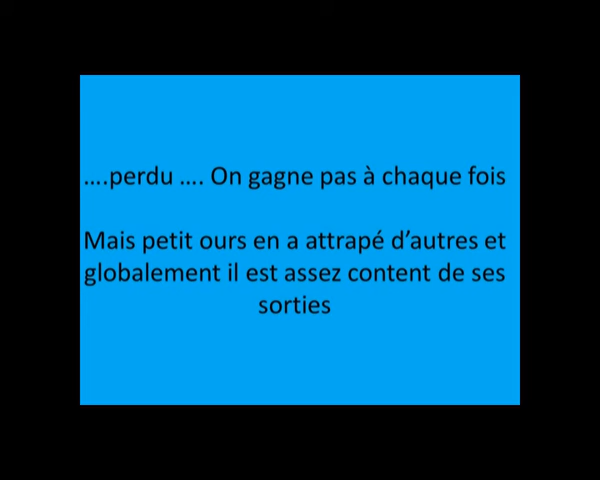 ....perdu .... On gagne pas à chaque fois
Mais petit ours en a attrapé d’autres et
globalement il est assez content de ses
sorties